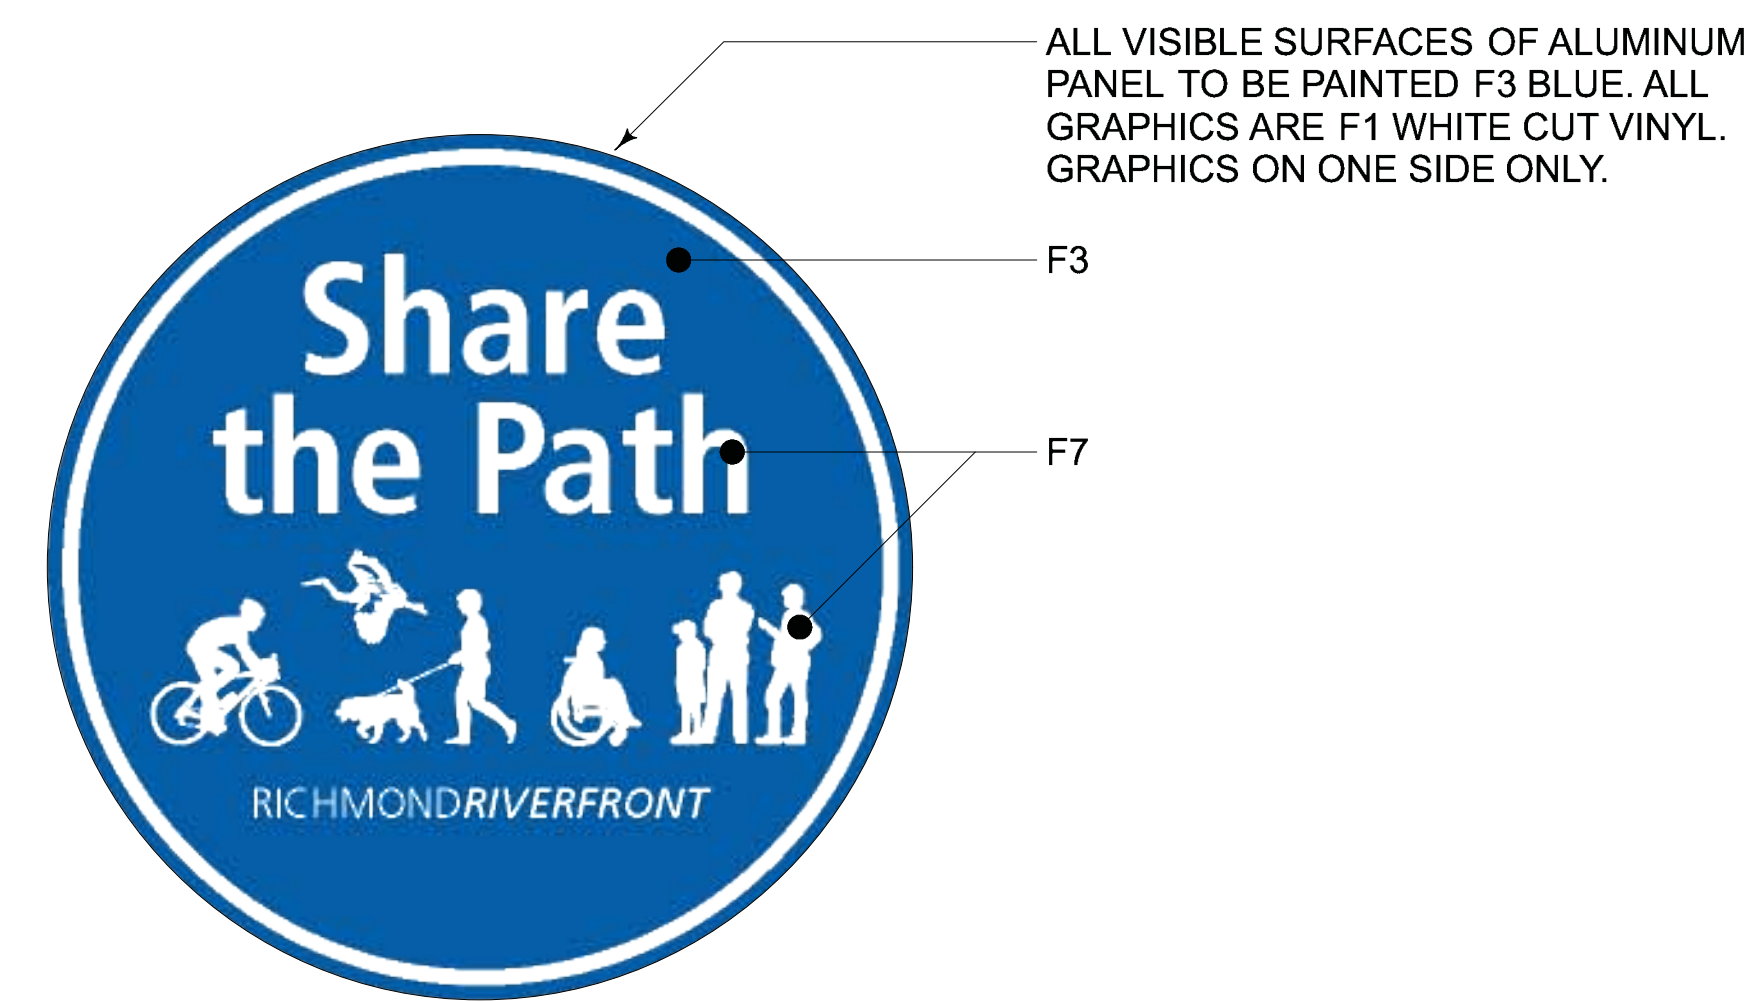 ALL VISIBLE SURFACES OF ALUMINUM
PANEL TO BE PAINTED F3 BLUE. ALL
GRAPHICS ARE F1 WHITE CUT VINYL.
GRAPHICS ON ONE SIDE ONLY.
F3
F7
Share
the Path
RICHMONDRIVERFRONT